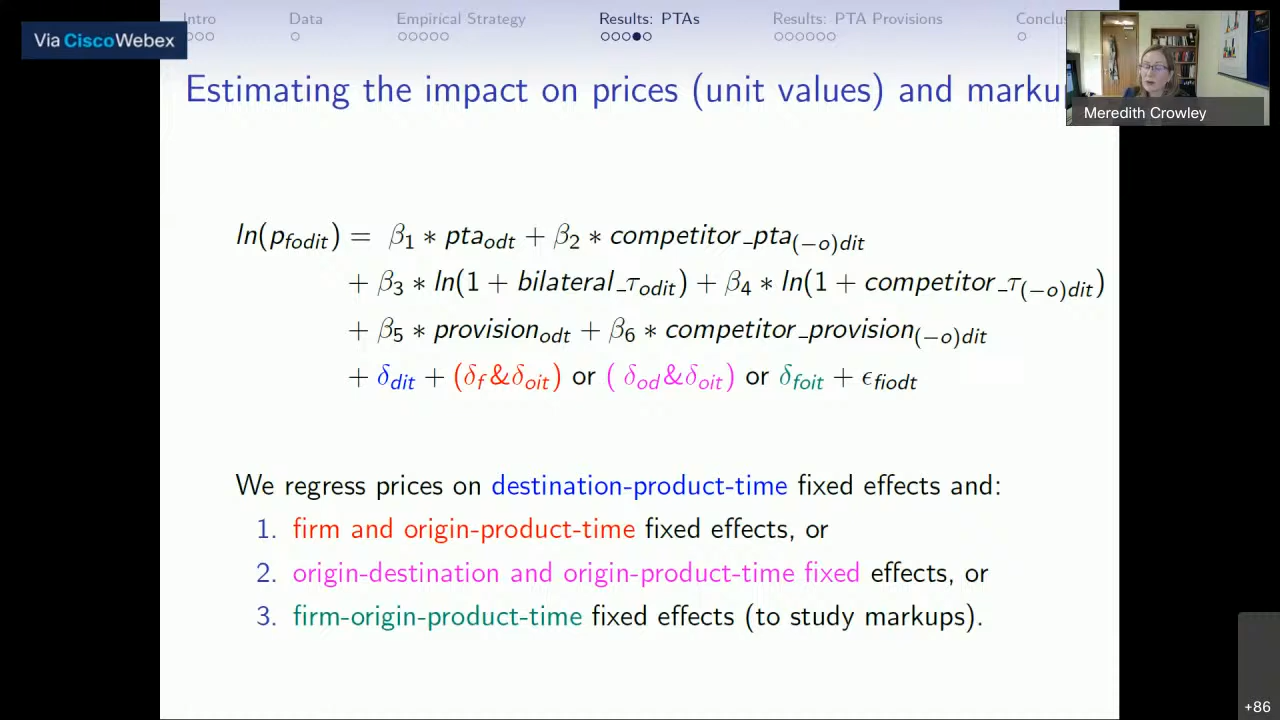 Intro Data Empirical Strategy Results: PTAs Results: PTA Provisions Conclus
Via CiscoWebex
Estimating the impact on prices (unit values) and marku
Meredith Crowley
ln(p_fodit) = β₁ * pta_odt + β₂ * competitor_pta_(−o)dit
+ β₃ * ln(1 + bilateral_τ_odit) + β₄ * ln(1 + competitor_τ_(−o)dit)
+ β₅ * provision_odt + β₆ * competitor_provision_(−o)dit
+ δ_dit + (δ_f&δ_oit) or ( δ_od&δ_oit) or δ_foit + ϵ_fiodt
We regress prices on destination-product-time fixed effects and:
1. firm and origin-product-time fixed effects, or
2. origin-destination and origin-product-time fixed effects, or
3. firm-origin-product-time fixed effects (to study markups).
+86